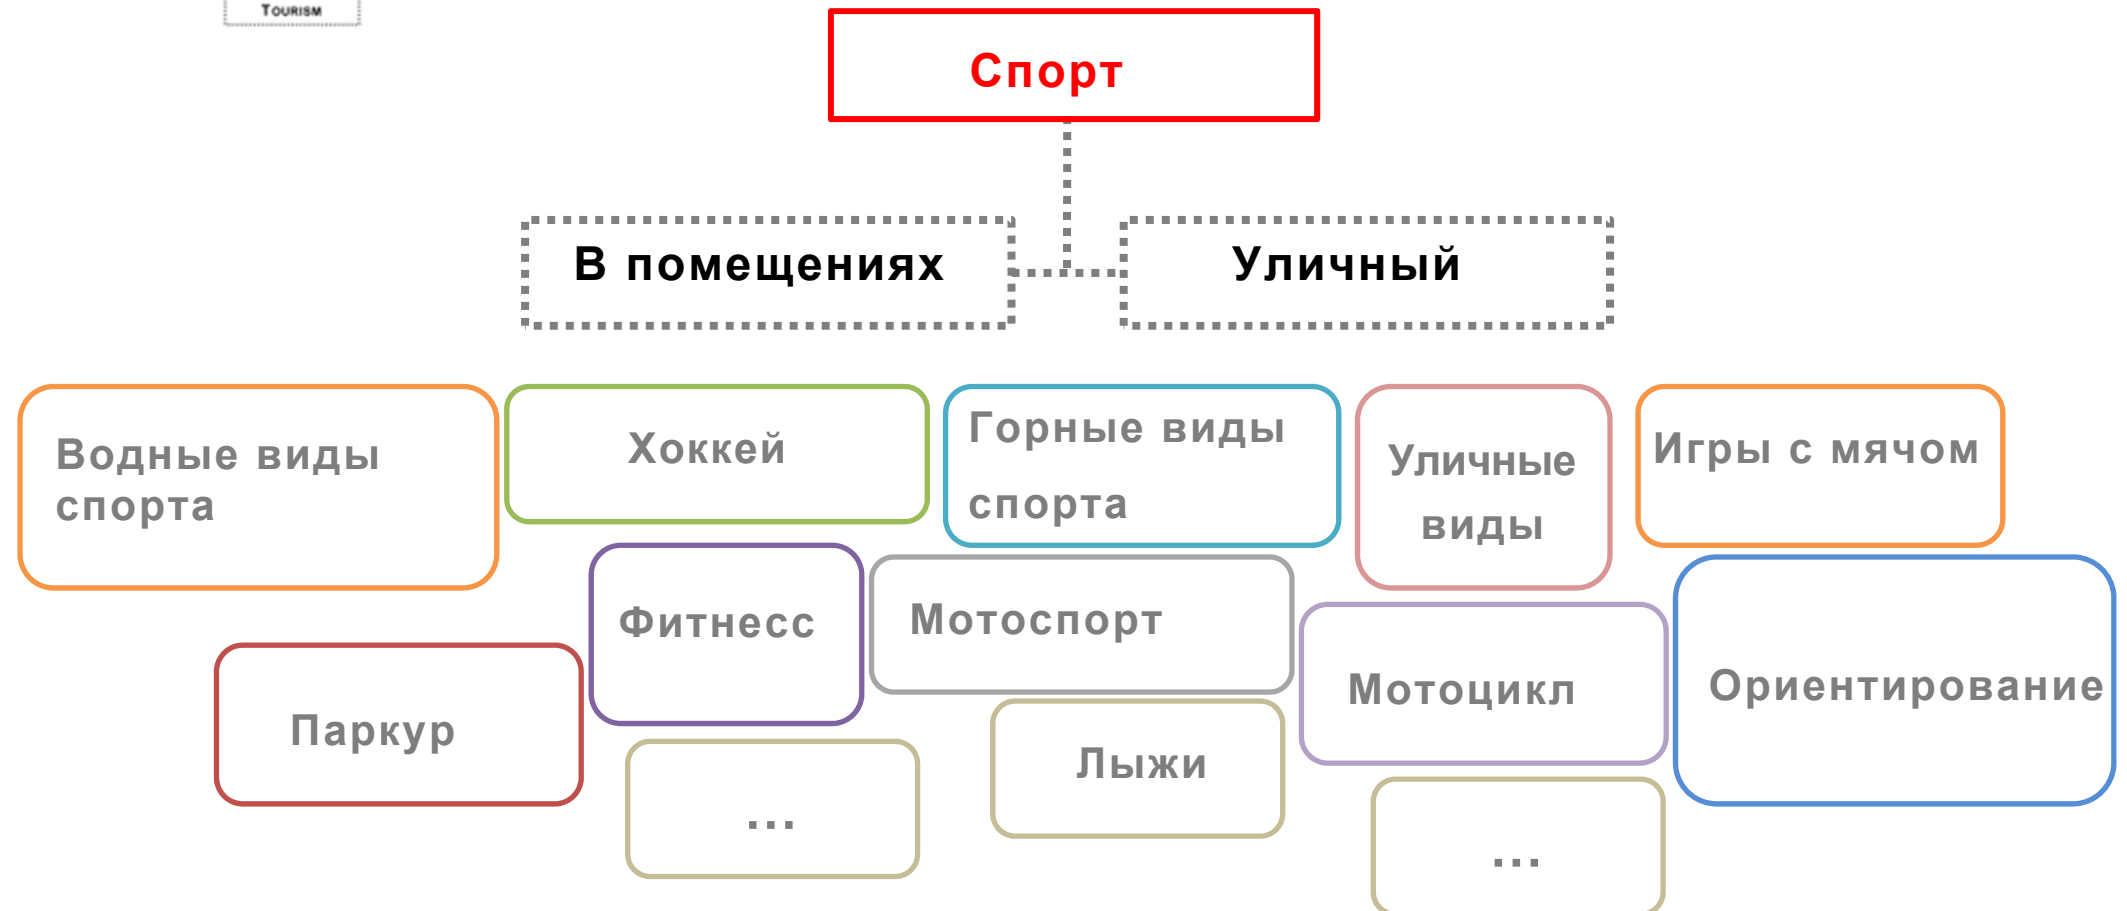 TOURISM
Спорт
В помещениях
Уличный
Водные виды
спорта
Хоккей
Горные виды
спорта
Уличные
виды
Игры с мячом
Фитнесс
Мотоспорт
Мотоцикл
Ориентирование
Паркур
Лыжи
...
...